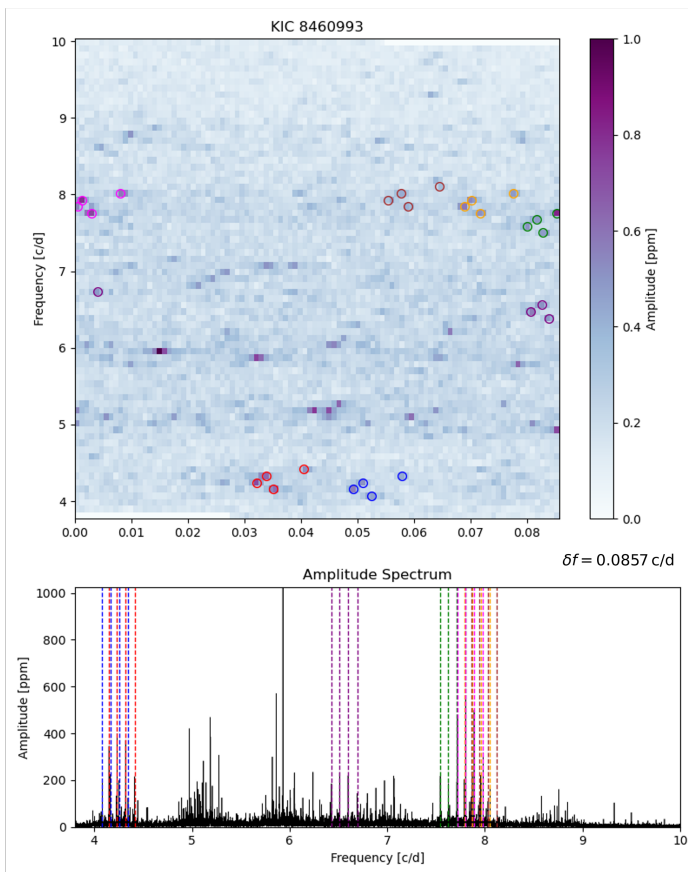 KIC 8460993
10
9
8
7
6
5
4
Frequency [c/d]
0.00 0.01 0.02 0.03 0.04 0.05 0.06 0.07 0.08
1.0
0.8
0.6
0.4
0.2
0.0
Amplitude [ppm]
δf = 0.0857 c/d
Amplitude Spectrum
1000
800
600
400
200
0
Amplitude [ppm]
4 5 6 7 8 9 10
Frequency [c/d]